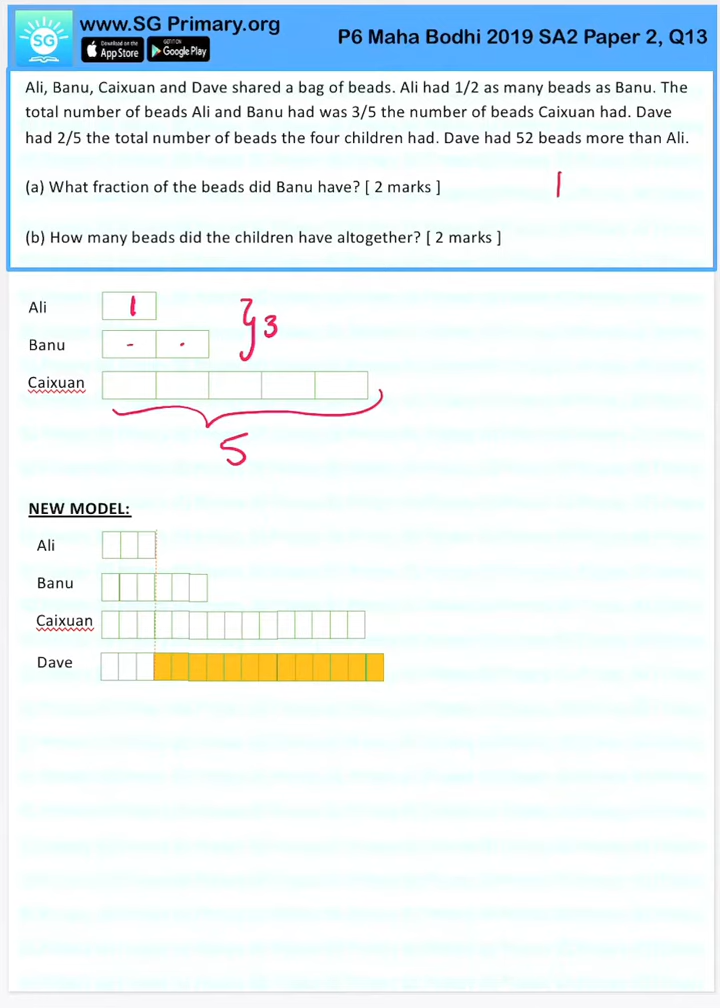 www.SG Primary.org
SG
Download on the
App Store
GET IT ON
Google Play
P6 Maha Bodhi 2019 SA2 Paper 2, Q13
Ali, Banu, Caixuan and Dave shared a bag of beads. Ali had 1/2 as many beads as Banu. The
total number of beads Ali and Banu had was 3/5 the number of beads Caixuan had. Dave
had 2/5 the total number of beads the four children had. Dave had 52 beads more than Ali.
(a) What fraction of the beads did Banu have? [ 2 marks ]
(b) How many beads did the children have altogether? [ 2 marks ]
Ali
1
Banu
3
Caixuan
5
NEW MODEL:
Ali
Banu
Caixuan
Dave